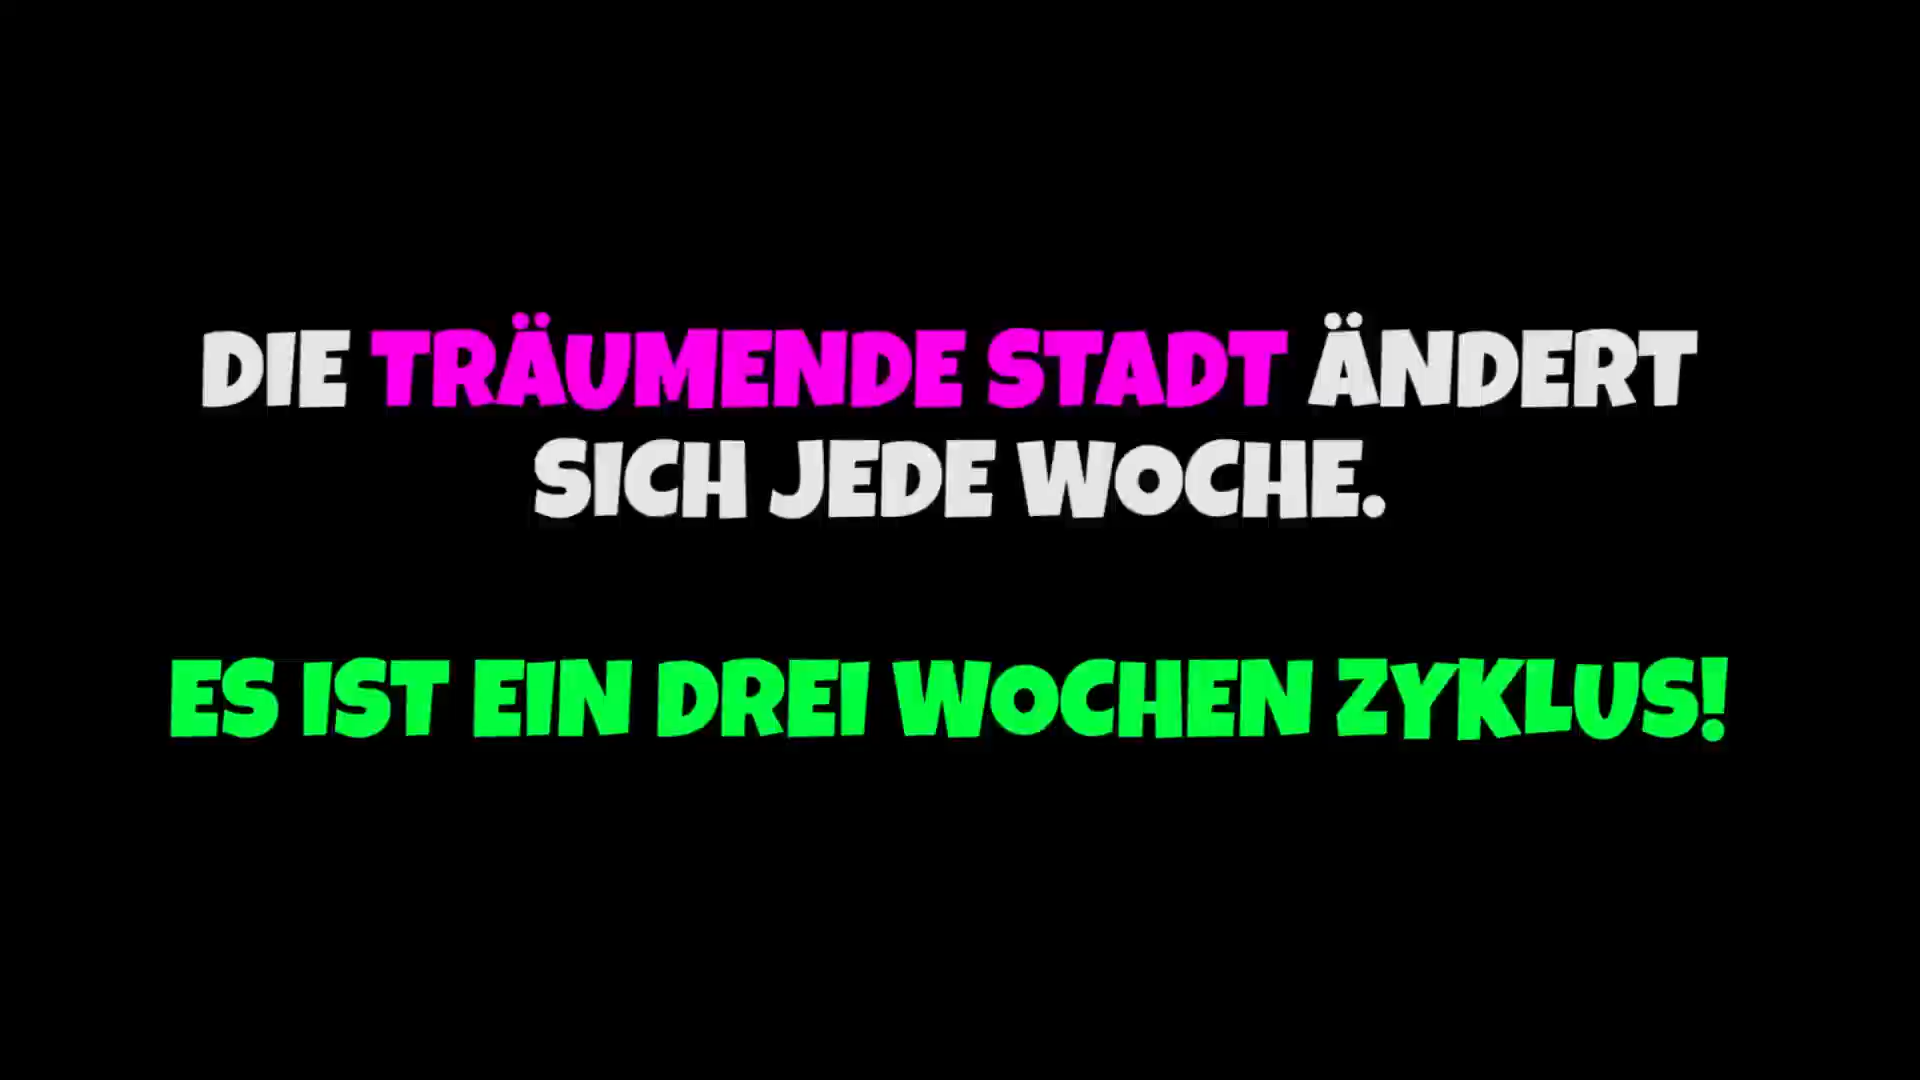 DIE TRÄUMENDE STADT ÄNDERT
SICH JEDE WOCHE.
ES IST EIN DREI WOCHEN ZYKLUS!